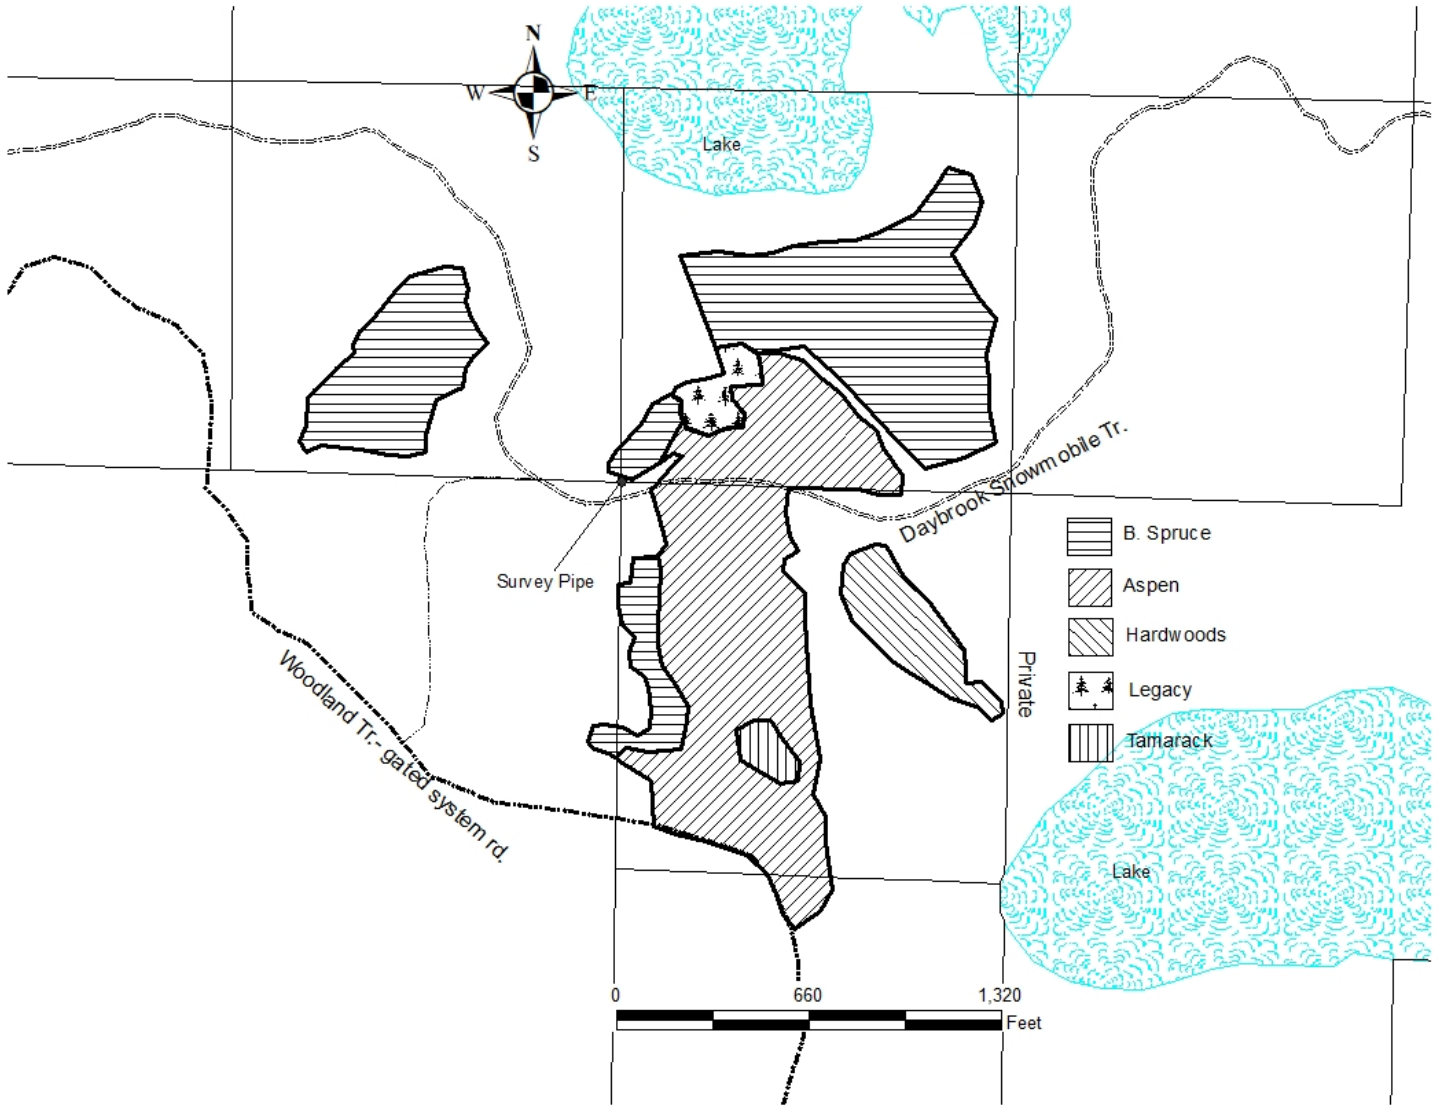 N
W E
S
Lake
Daybrook Snowmobile Tr.
B. Spruce
Survey Pipe
Aspen
Hardwoods
Private
Legacy
Woodland Tr.- gated system rd.
Tamarack
Lake
0 660 1,320
Feet